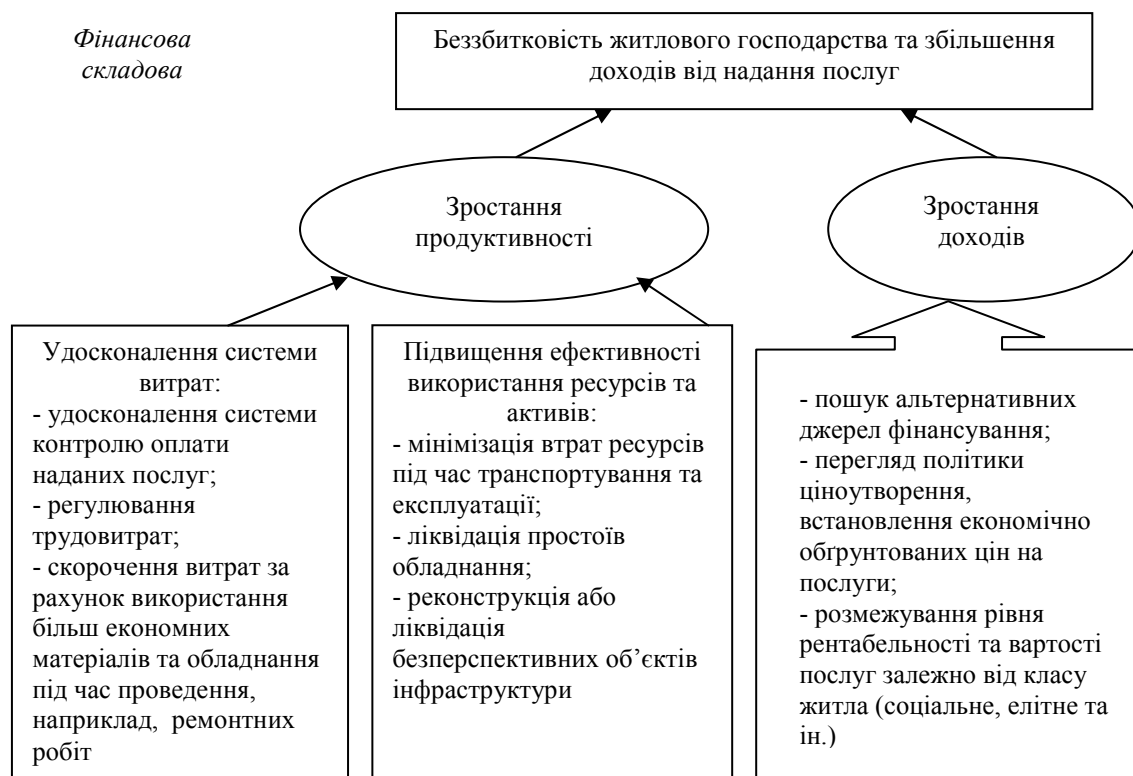 Фінансова
складова
Беззбитковість житлового господарства та збільшення
доходів від надання послуг
Зростання
продуктивності
Зростання
доходів
Удосконалення системи
витрат:
- удосконалення системи
контролю оплати
наданих послуг;
- регулювання
трудовитрат;
- скорочення витрат за
рахунок використання
більш економних
матеріалів та обладнання
під час проведення,
наприклад, ремонтних
робіт
Підвищення ефективності
використання ресурсів та
активів:
- мінімізація втрат ресурсів
під час транспортування та
експлуатації;
- ліквідація простоїв
обладнання;
- реконструкція або
ліквідація
безперспективних об’єктів
інфраструктури
- пошук альтернативних
джерел фінансування;
- перегляд політики
ціноутворення,
встановлення економічно
обґрунтованих цін на
послуги;
- розмежування рівня
рентабельності та вартості
послуг залежно від класу
житла (соціальне, елітне та
ін.)